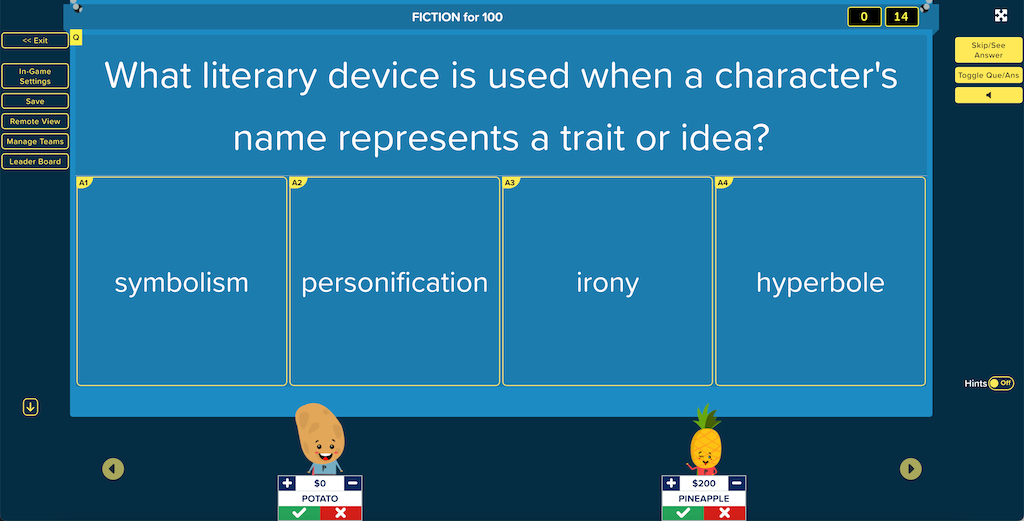 FICTION for 100
0 14
<< Exit
In-Game
Settings
Save
Remote View
Manage Teams
Leader Board
Skip/See
Answer
Toggle Que/Ans
Q
What literary device is used when a character's
name represents a trait or idea?
A1 A2 A3 A4
symbolism personification irony hyperbole
Hints Off
+ $0 −
POTATO
+ $200 −
PINEAPPLE